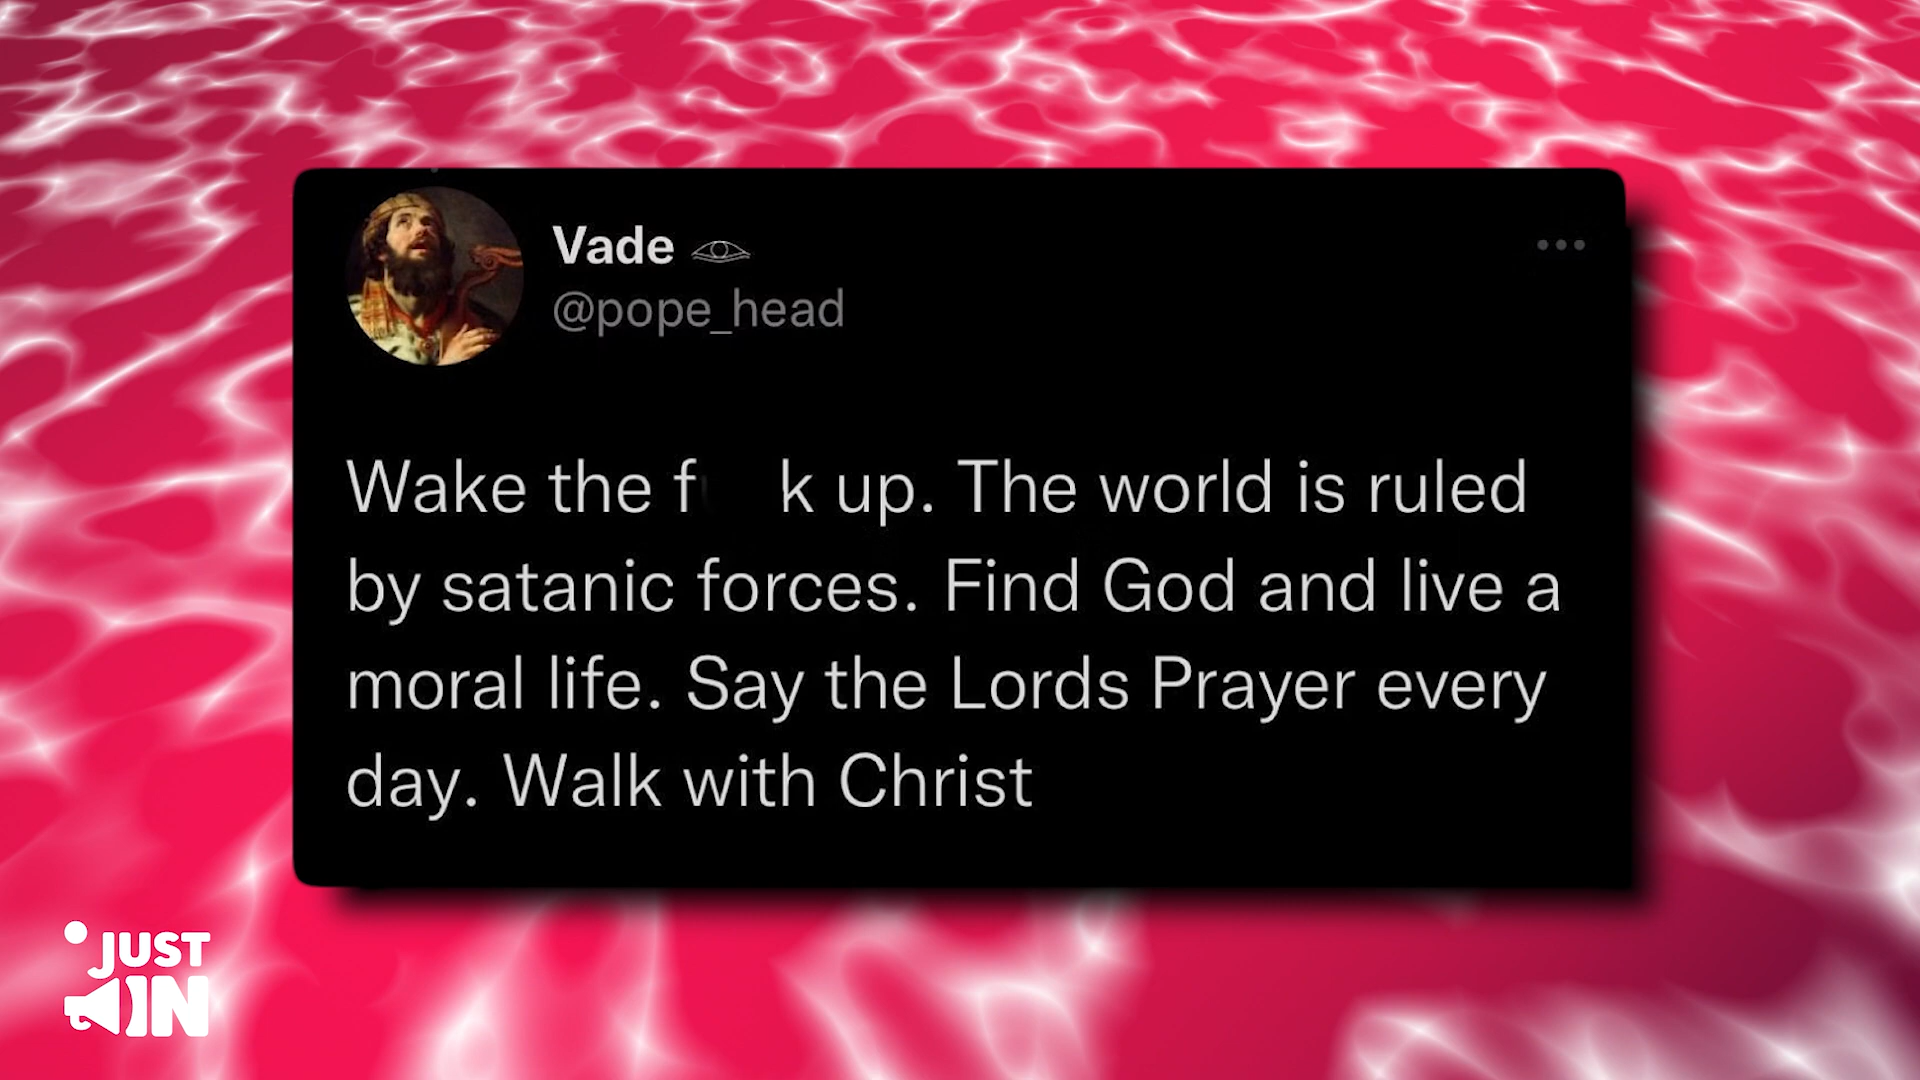 Vade
@pope_head
Wake the f k up. The world is ruled
by satanic forces. Find God and live a
moral life. Say the Lords Prayer every
day. Walk with Christ
JUST
IN